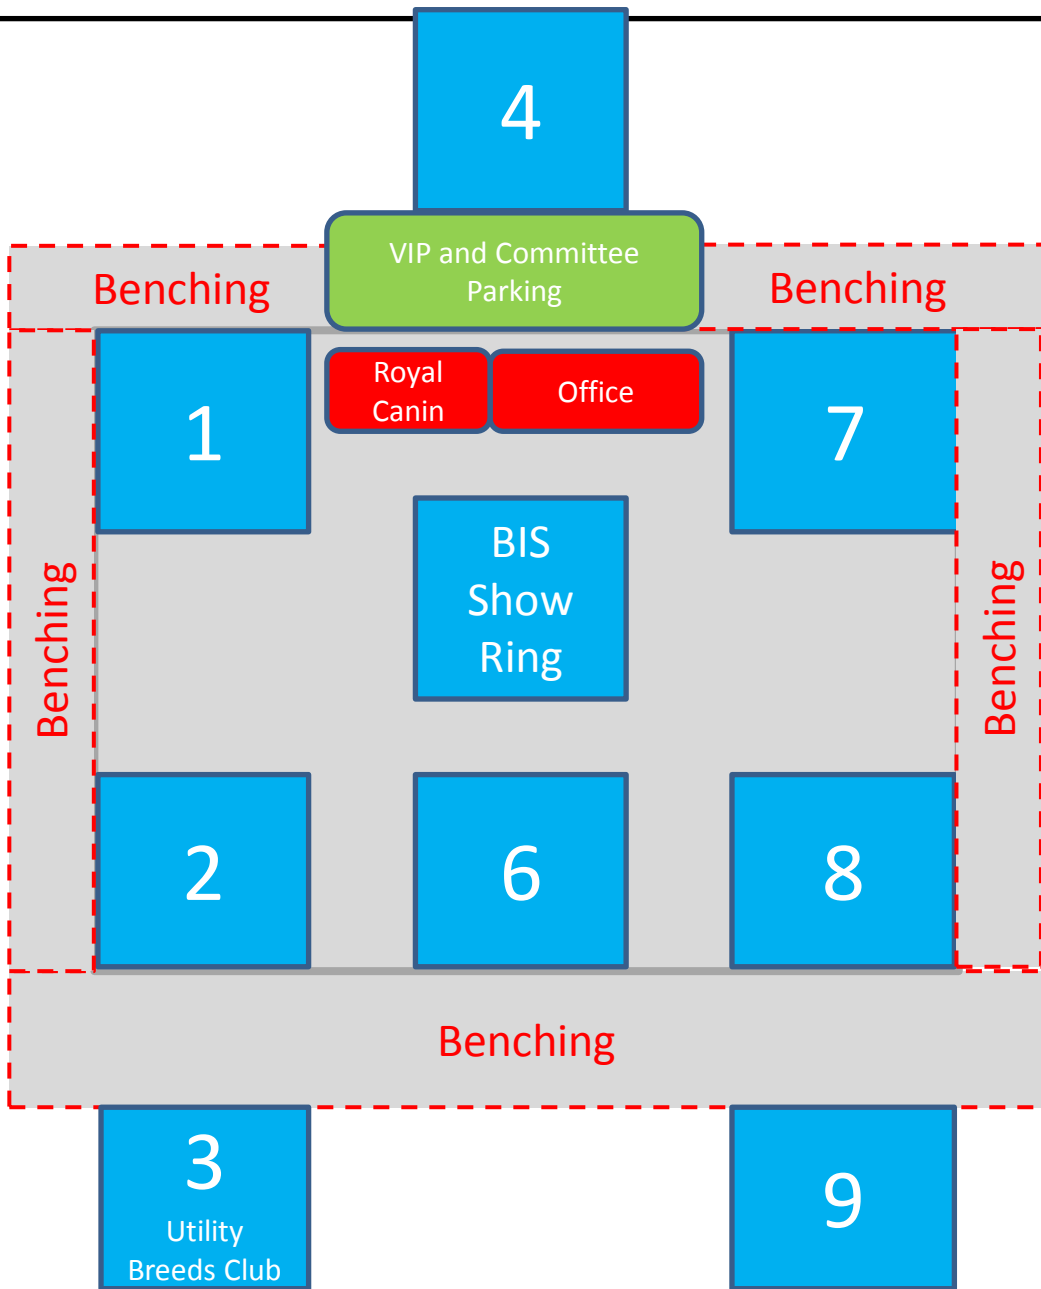 4
VIP and Committee
Parking
Benching
Benching
Royal
Canin
Office
1
7
BIS
Show
Ring
Benching
Benching
2
6
8
Benching
3
Utility
Breeds Club
9